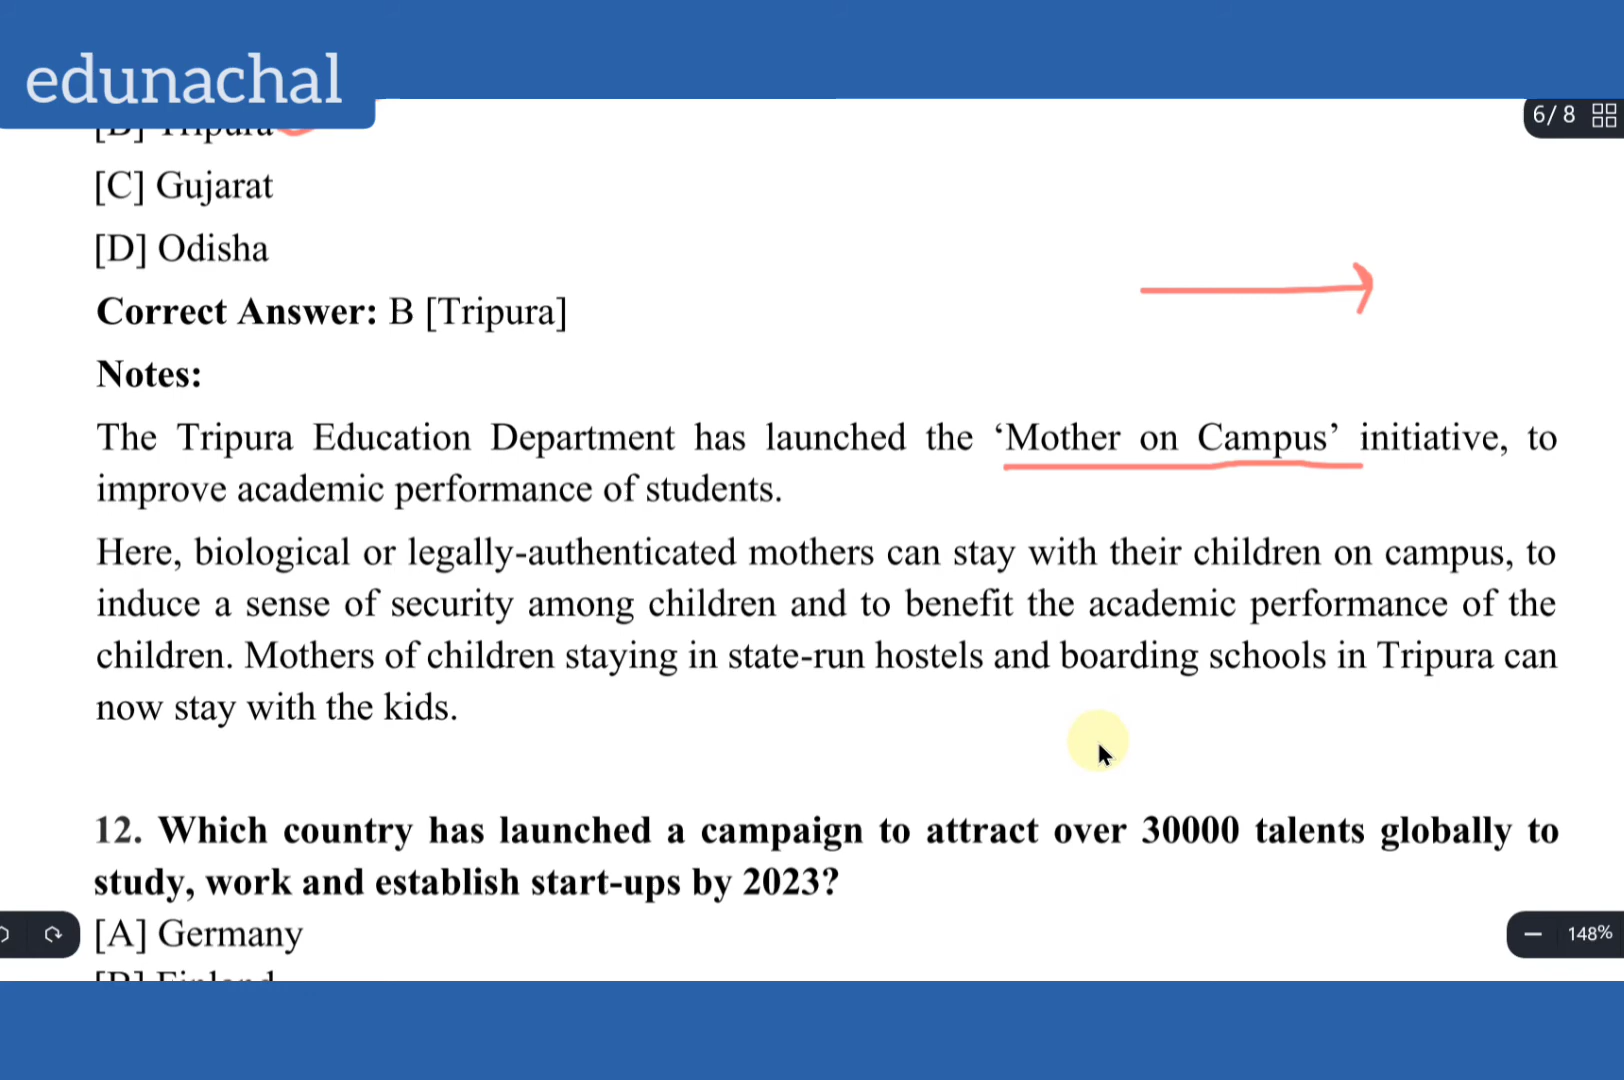 edunachal
[B] Tripura
6/8
[C] Gujarat
[D] Odisha
Correct Answer: B [Tripura]
Notes:
The Tripura Education Department has launched the ‘Mother on Campus’ initiative, to
improve academic performance of students.
Here, biological or legally-authenticated mothers can stay with their children on campus, to
induce a sense of security among children and to benefit the academic performance of the
children. Mothers of children staying in state-run hostels and boarding schools in Tripura can
now stay with the kids.
12. Which country has launched a campaign to attract over 30000 talents globally to
study, work and establish start-ups by 2023?
[A] Germany
148%
[B] Finland